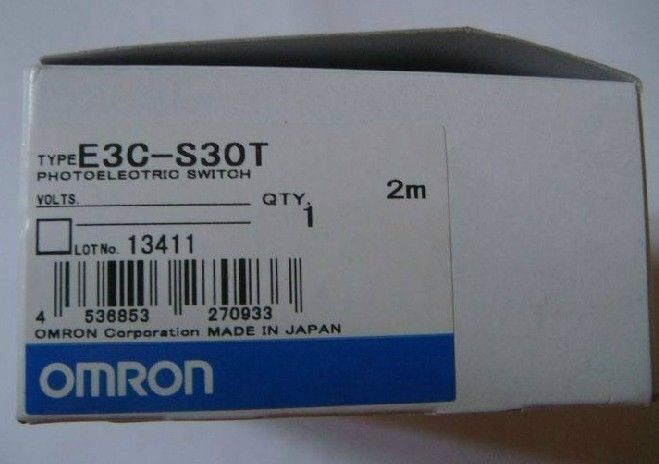 TYPE E3C-S30T
PHOTOELECTRIC SWITCH
VOLTS. QTY. 1 2m
LOT No. 13411
4 536853 270933
OMRON Corporation MADE IN JAPAN
OMRON